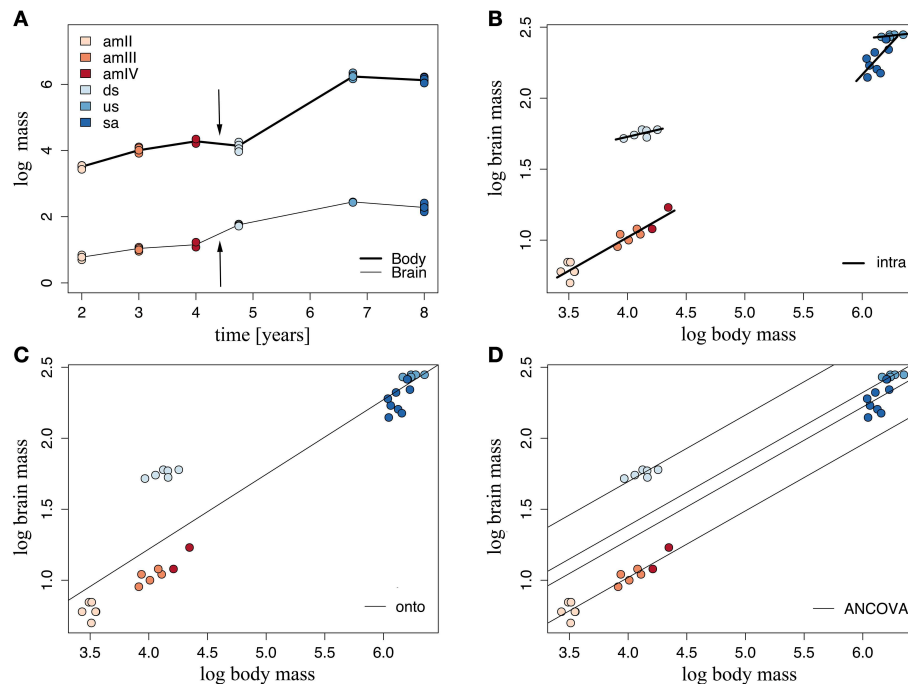 A
log mass
6
4
2
0
amII
amIII
amIV
ds
us
sa
Body
Brain
2 3 4 5 6 7 8
time [years]
B
log brain mass
2.5
2.0
1.5
1.0
intra
3.5 4.0 4.5 5.0 5.5 6.0
log body mass
C
log brain mass
2.5
2.0
1.5
1.0
onto
3.5 4.0 4.5 5.0 5.5 6.0
log body mass
D
log brain mass
2.5
2.0
1.5
1.0
ANCOVA
3.5 4.0 4.5 5.0 5.5 6.0
log body mass